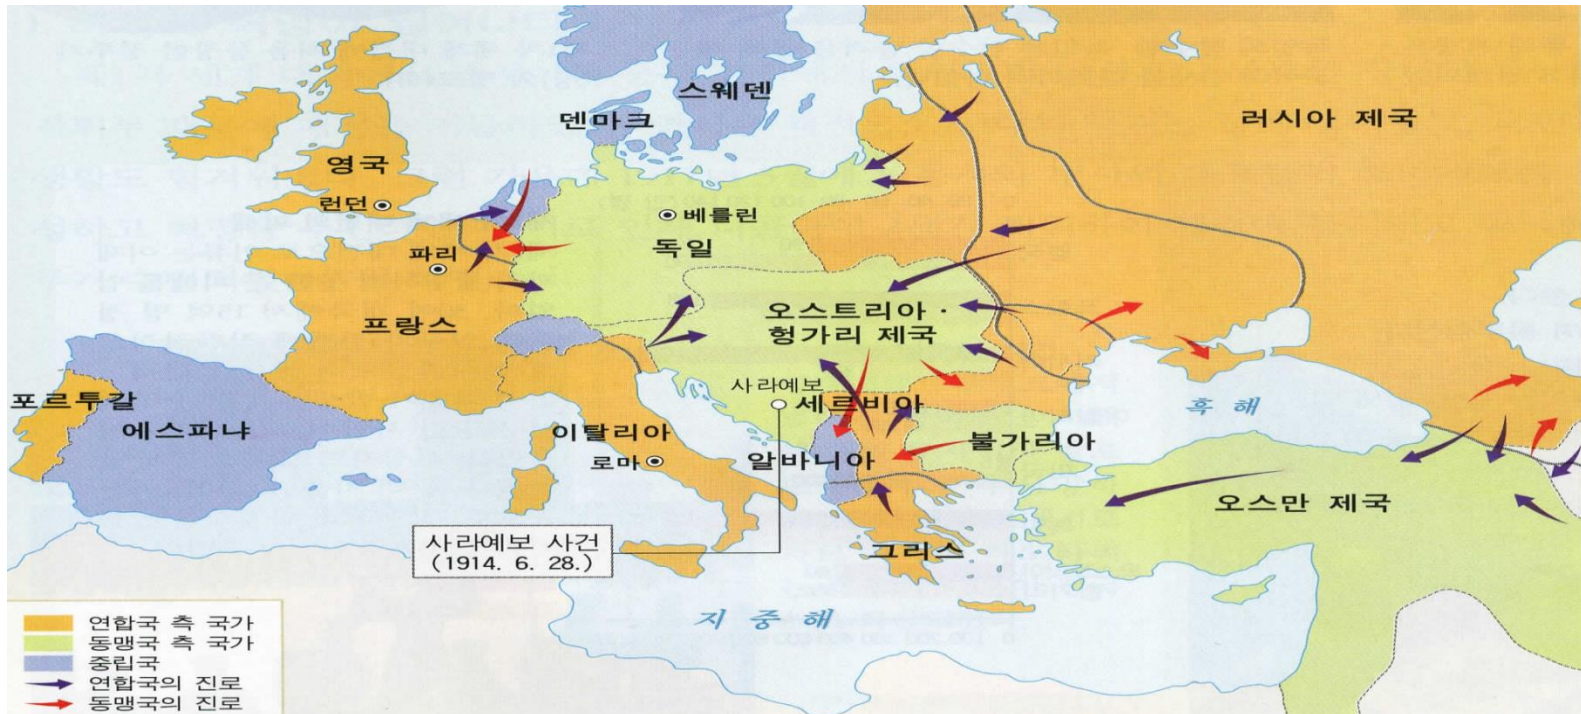 스웨덴
덴마크
러시아 제국
영국
런던
베를린
독일
파리
오스트리아·
헝가리 제국
프랑스
사라예보
세르비아
포르투갈
에스파냐
흑 해
이탈리아
로마
불가리아
알바니아
오스만 제국
사라예보 사건
(1914. 6. 28.)
그리스
지 중 해
연합국 측 국가
동맹국 측 국가
중립국
연합국의 진로
동맹국의 진로